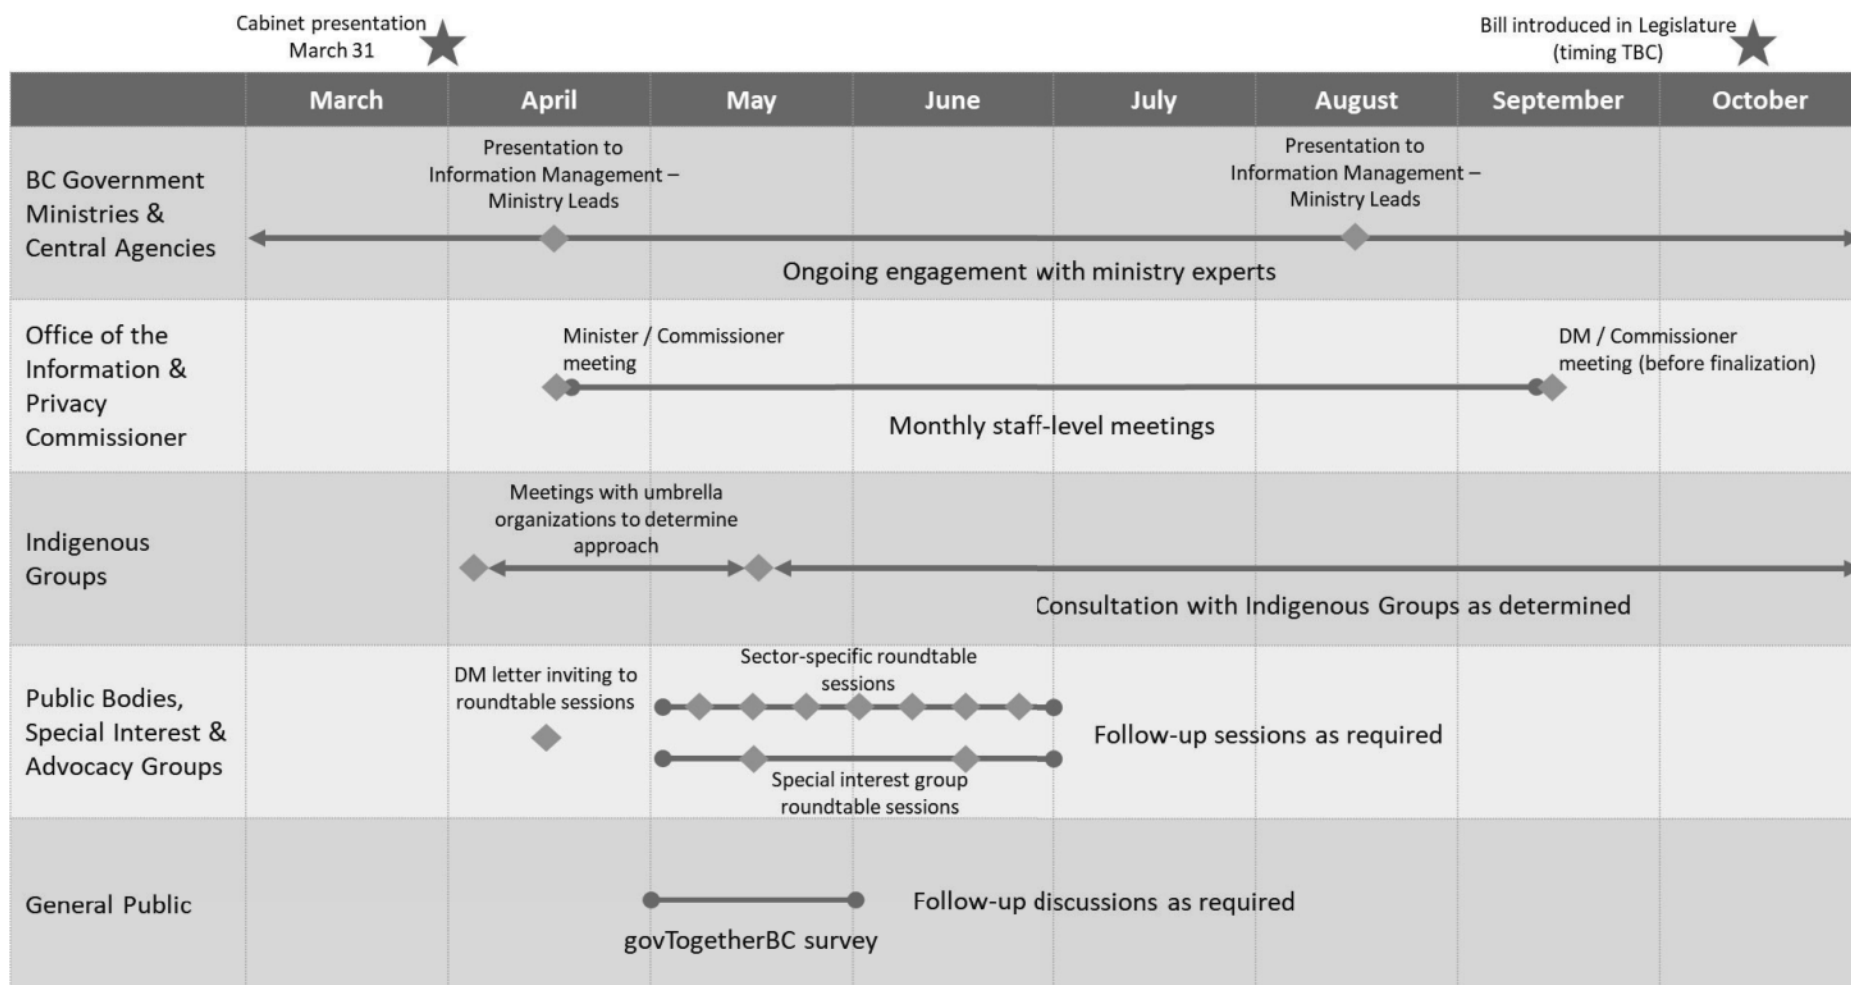 Cabinet presentation
March 31
Bill introduced in Legislature
(timing TBC)
March April May June July August September October
BC Government
Ministries &
Central Agencies
Presentation to
Information Management –
Ministry Leads
Presentation to
Information Management –
Ministry Leads
Ongoing engagement with ministry experts
Office of the
Information &
Privacy
Commissioner
Minister / Commissioner
meeting
DM / Commissioner
meeting (before finalization)
Monthly staff-level meetings
Indigenous
Groups
Meetings with umbrella
organizations to determine
approach
Consultation with Indigenous Groups as determined
Public Bodies,
Special Interest &
Advocacy Groups
DM letter inviting to
roundtable sessions
Sector-specific roundtable
sessions
Special interest group
roundtable sessions
Follow-up sessions as required
General Public
govTogetherBC survey
Follow-up discussions as required